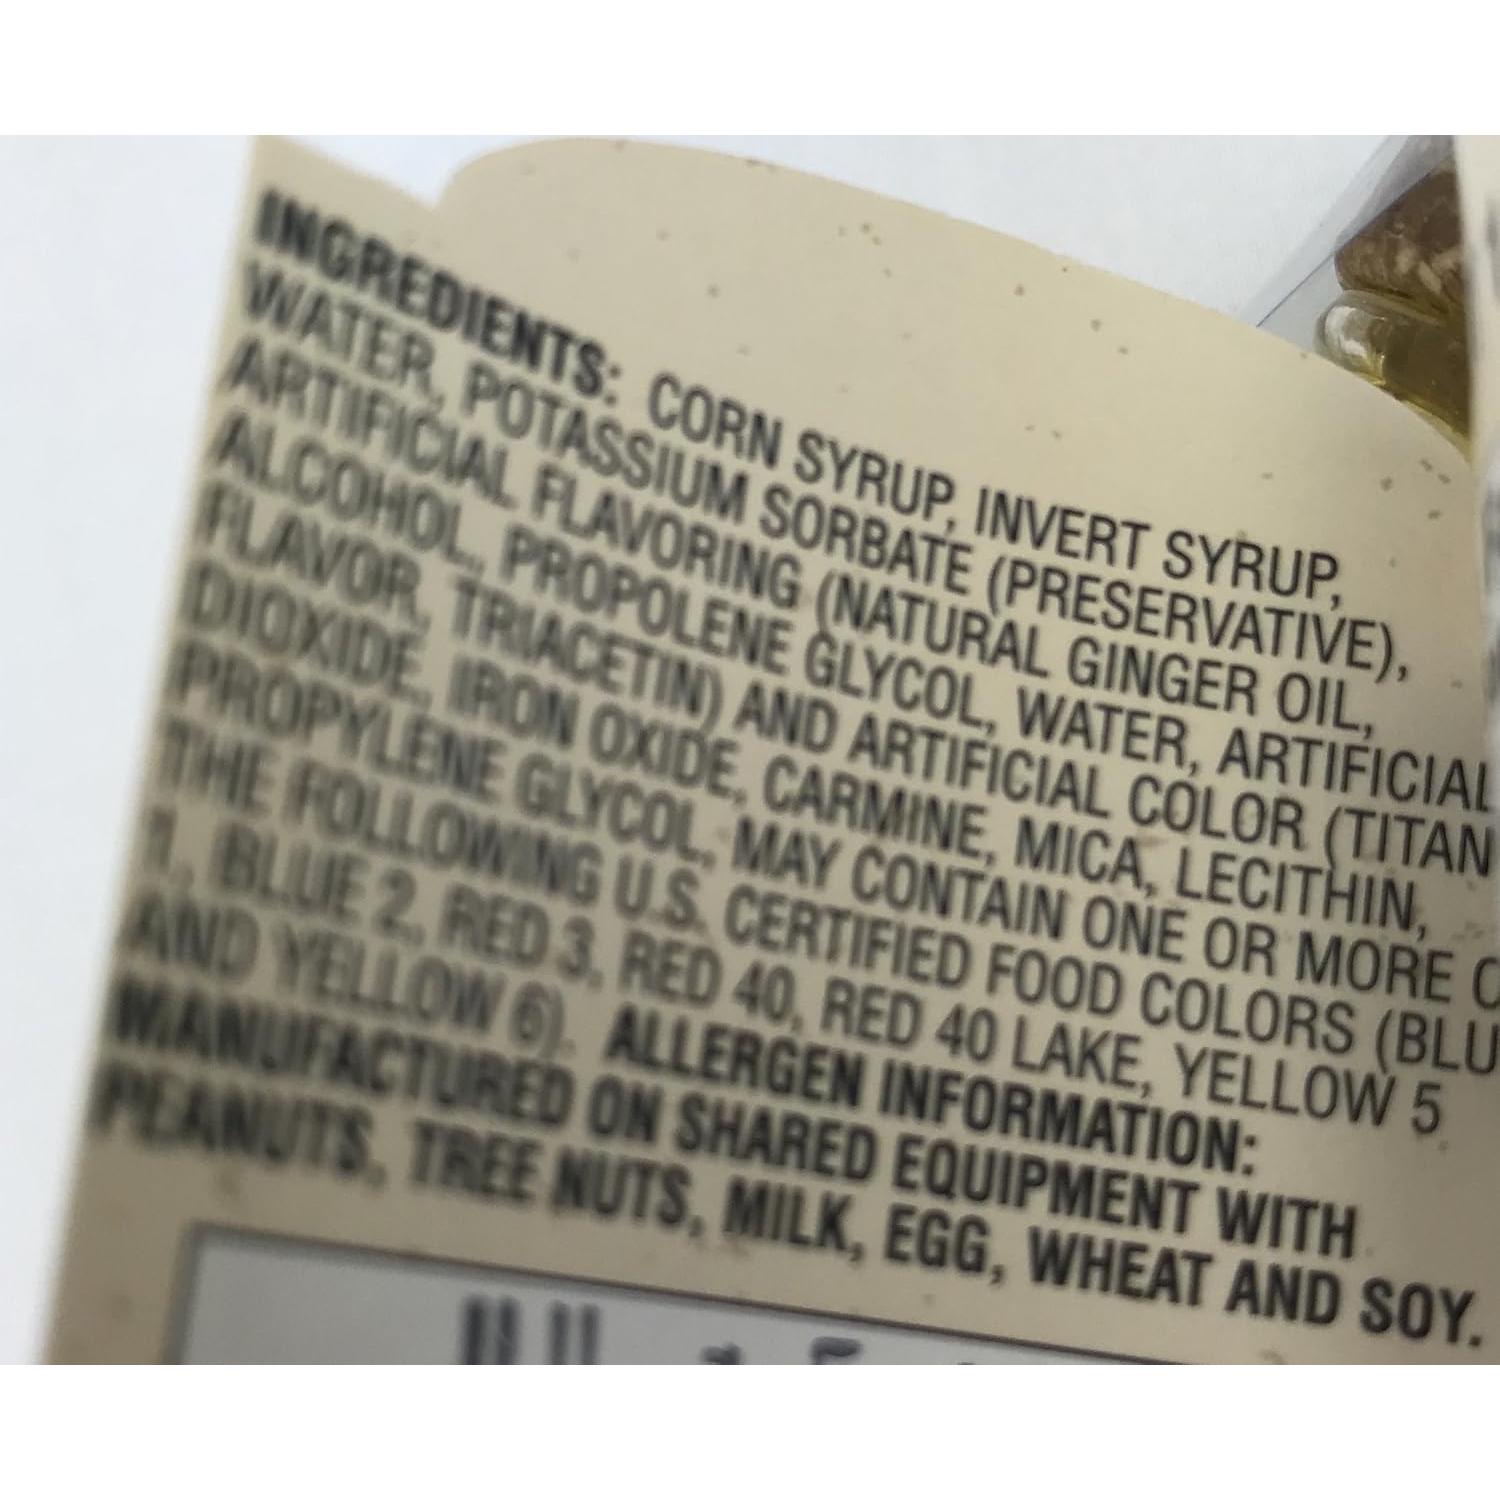 INGREDIENTS: CORN SYRUP, INVERT SYRUP,
WATER, POTASSIUM SORBATE (PRESERVATIVE),
ARTIFICIAL FLAVORING (NATURAL GINGER OIL,
ALCOHOL, PROPOLENE GLYCOL, WATER, ARTIFICIAL
FLAVOR, TRIACETIN) AND ARTIFICIAL COLOR (TITAN
DIOXIDE, IRON OXIDE, CARMINE, MICA, LECITHIN,
PROPYLENE GLYCOL, MAY CONTAIN ONE OR MORE O
THE FOLLOWING U.S. CERTIFIED FOOD COLORS (BLU
1, BLUE 2, RED 3, RED 40, RED 40 LAKE, YELLOW 5
AND YELLOW 6). ALLERGEN INFORMATION:
MANUFACTURED ON SHARED EQUIPMENT WITH
PEANUTS, TREE NUTS, MILK, EGG, WHEAT AND SOY.